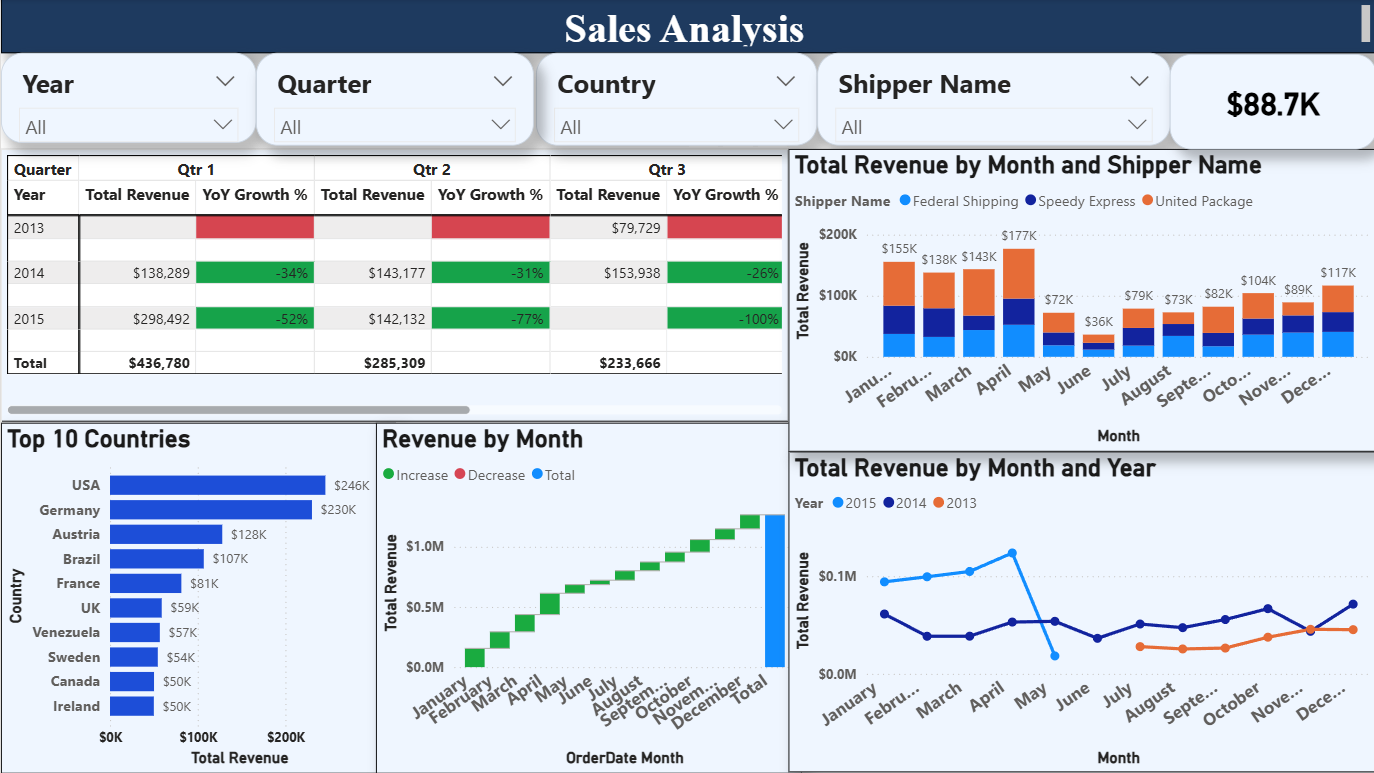 Sales Analysis
Year
All
Quarter
All
Country
All
Shipper Name
All
$88.7K
Quarter Qtr 1 Qtr 2 Qtr 3
Year Total Revenue YoY Growth % Total Revenue YoY Growth % Total Revenue YoY Growth %
2013 $79,729
2014 $138,289 -34% $143,177 -31% $153,938 -26%
2015 $298,492 -52% $142,132 -77% -100%
Total $436,780 $285,309 $233,666
Total Revenue by Month and Shipper Name
Shipper Name Federal Shipping Speedy Express United Package
Total Revenue
$200K
$100K
$0K
$155K $138K $143K $177K $72K $36K $79K $73K $82K $104K $89K $117K
Janu... Febru... March April May June July August Septe... Octo... Nove... Dece...
Month
Top 10 Countries
Country
USA $246K
Germany $230K
Austria $128K
Brazil $107K
France $81K
UK $59K
Venezuela $57K
Sweden $54K
Canada $50K
Ireland $50K
$0K $100K $200K
Total Revenue
Revenue by Month
Increase Decrease Total
Total Revenue
$1.0M
$0.5M
$0.0M
January February March April May June July August Septem... October Novem... December Total
OrderDate Month
Total Revenue by Month and Year
Year 2015 2014 2013
Total Revenue
$0.1M
$0.0M
January Febru... March April May June July August Septe... October Nove... Dece...
Month